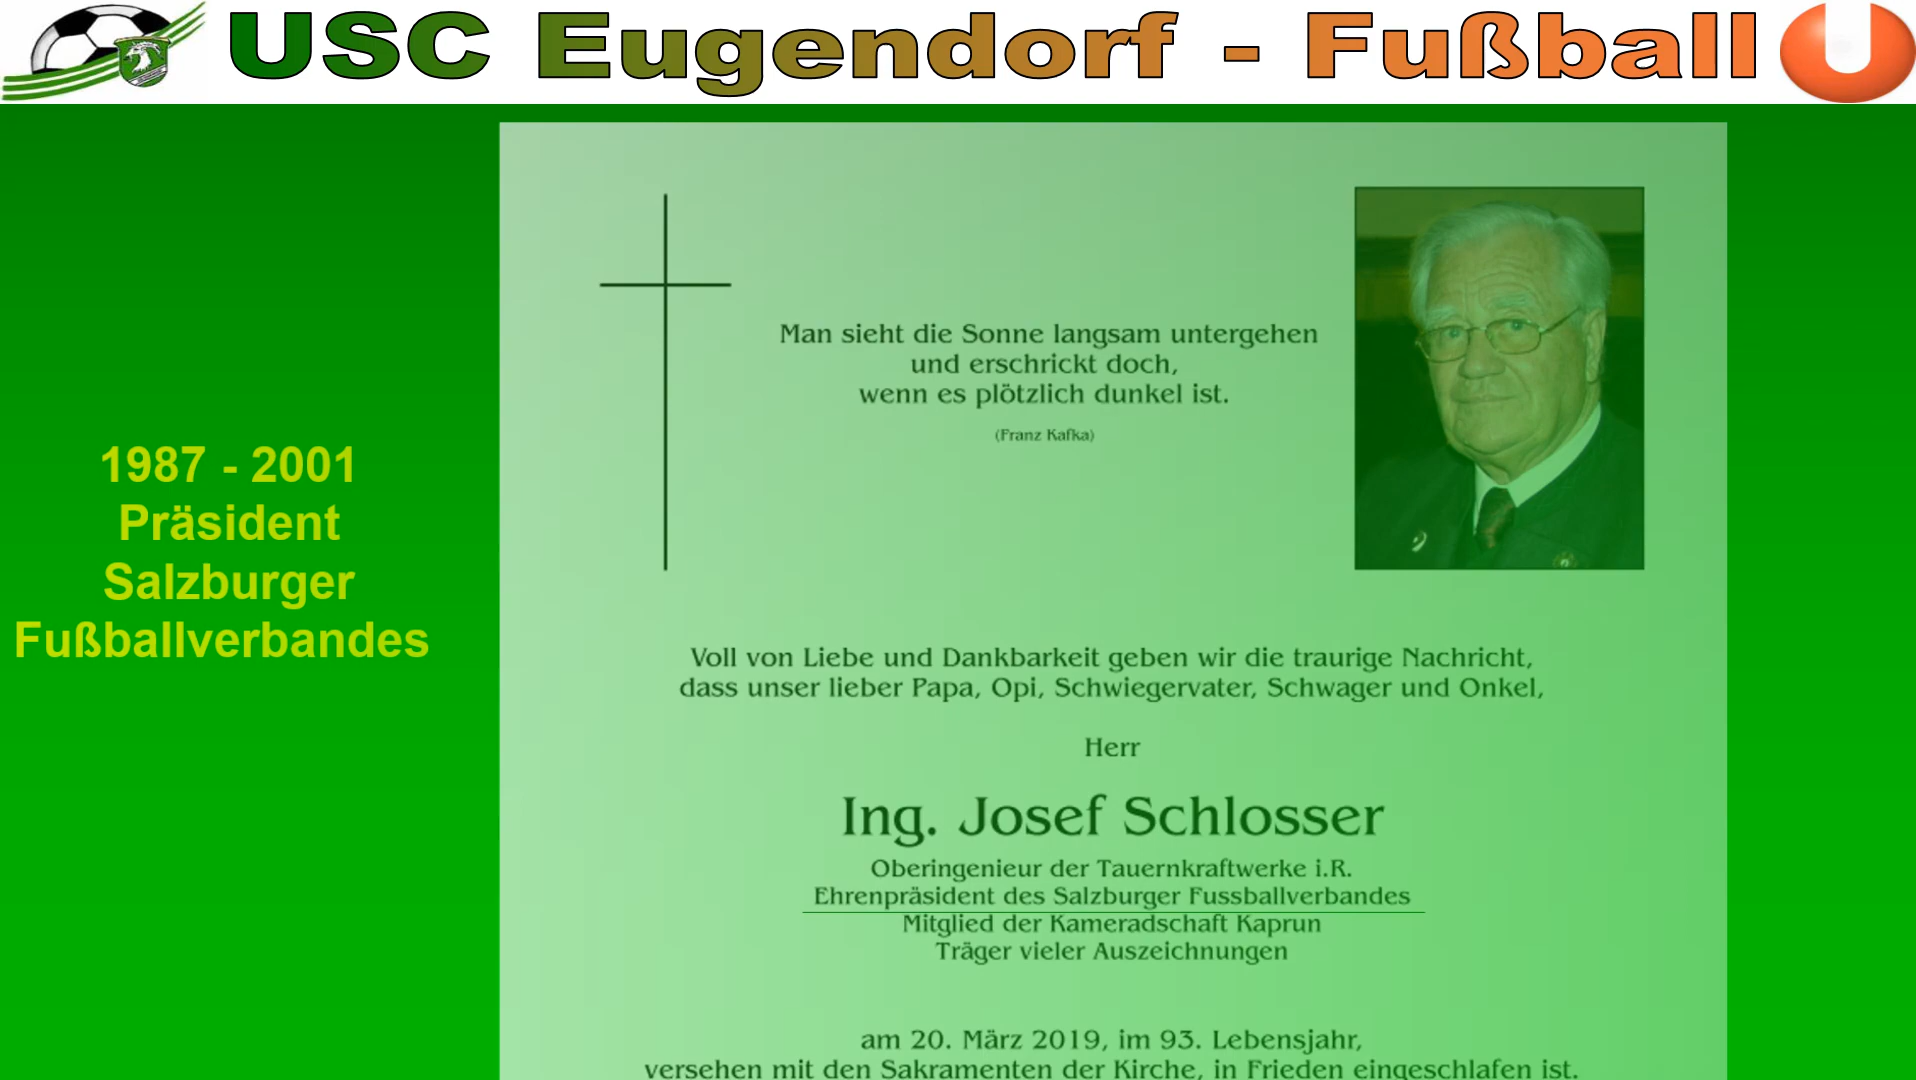 USC Eugendorf - Fußball
1987 - 2001
Präsident
Salzburger
Fußballverbandes
Man sieht die Sonne langsam untergehen
und erschrickt doch,
wenn es plötzlich dunkel ist.
(Franz Kafka)
Voll von Liebe und Dankbarkeit geben wir die traurige Nachricht,
dass unser lieber Papa, Opi, Schwiegervater, Schwager und Onkel,
Herr
Ing. Josef Schlosser
Oberingenieur der Tauernkraftwerke i.R.
Ehrenpräsident des Salzburger Fussballverbandes
Mitglied der Kameradschaft Kaprun
Träger vieler Auszeichnungen
am 20. März 2019, im 93. Lebensjahr,
versehen mit den Sakramenten der Kirche, in Frieden eingeschlafen ist.